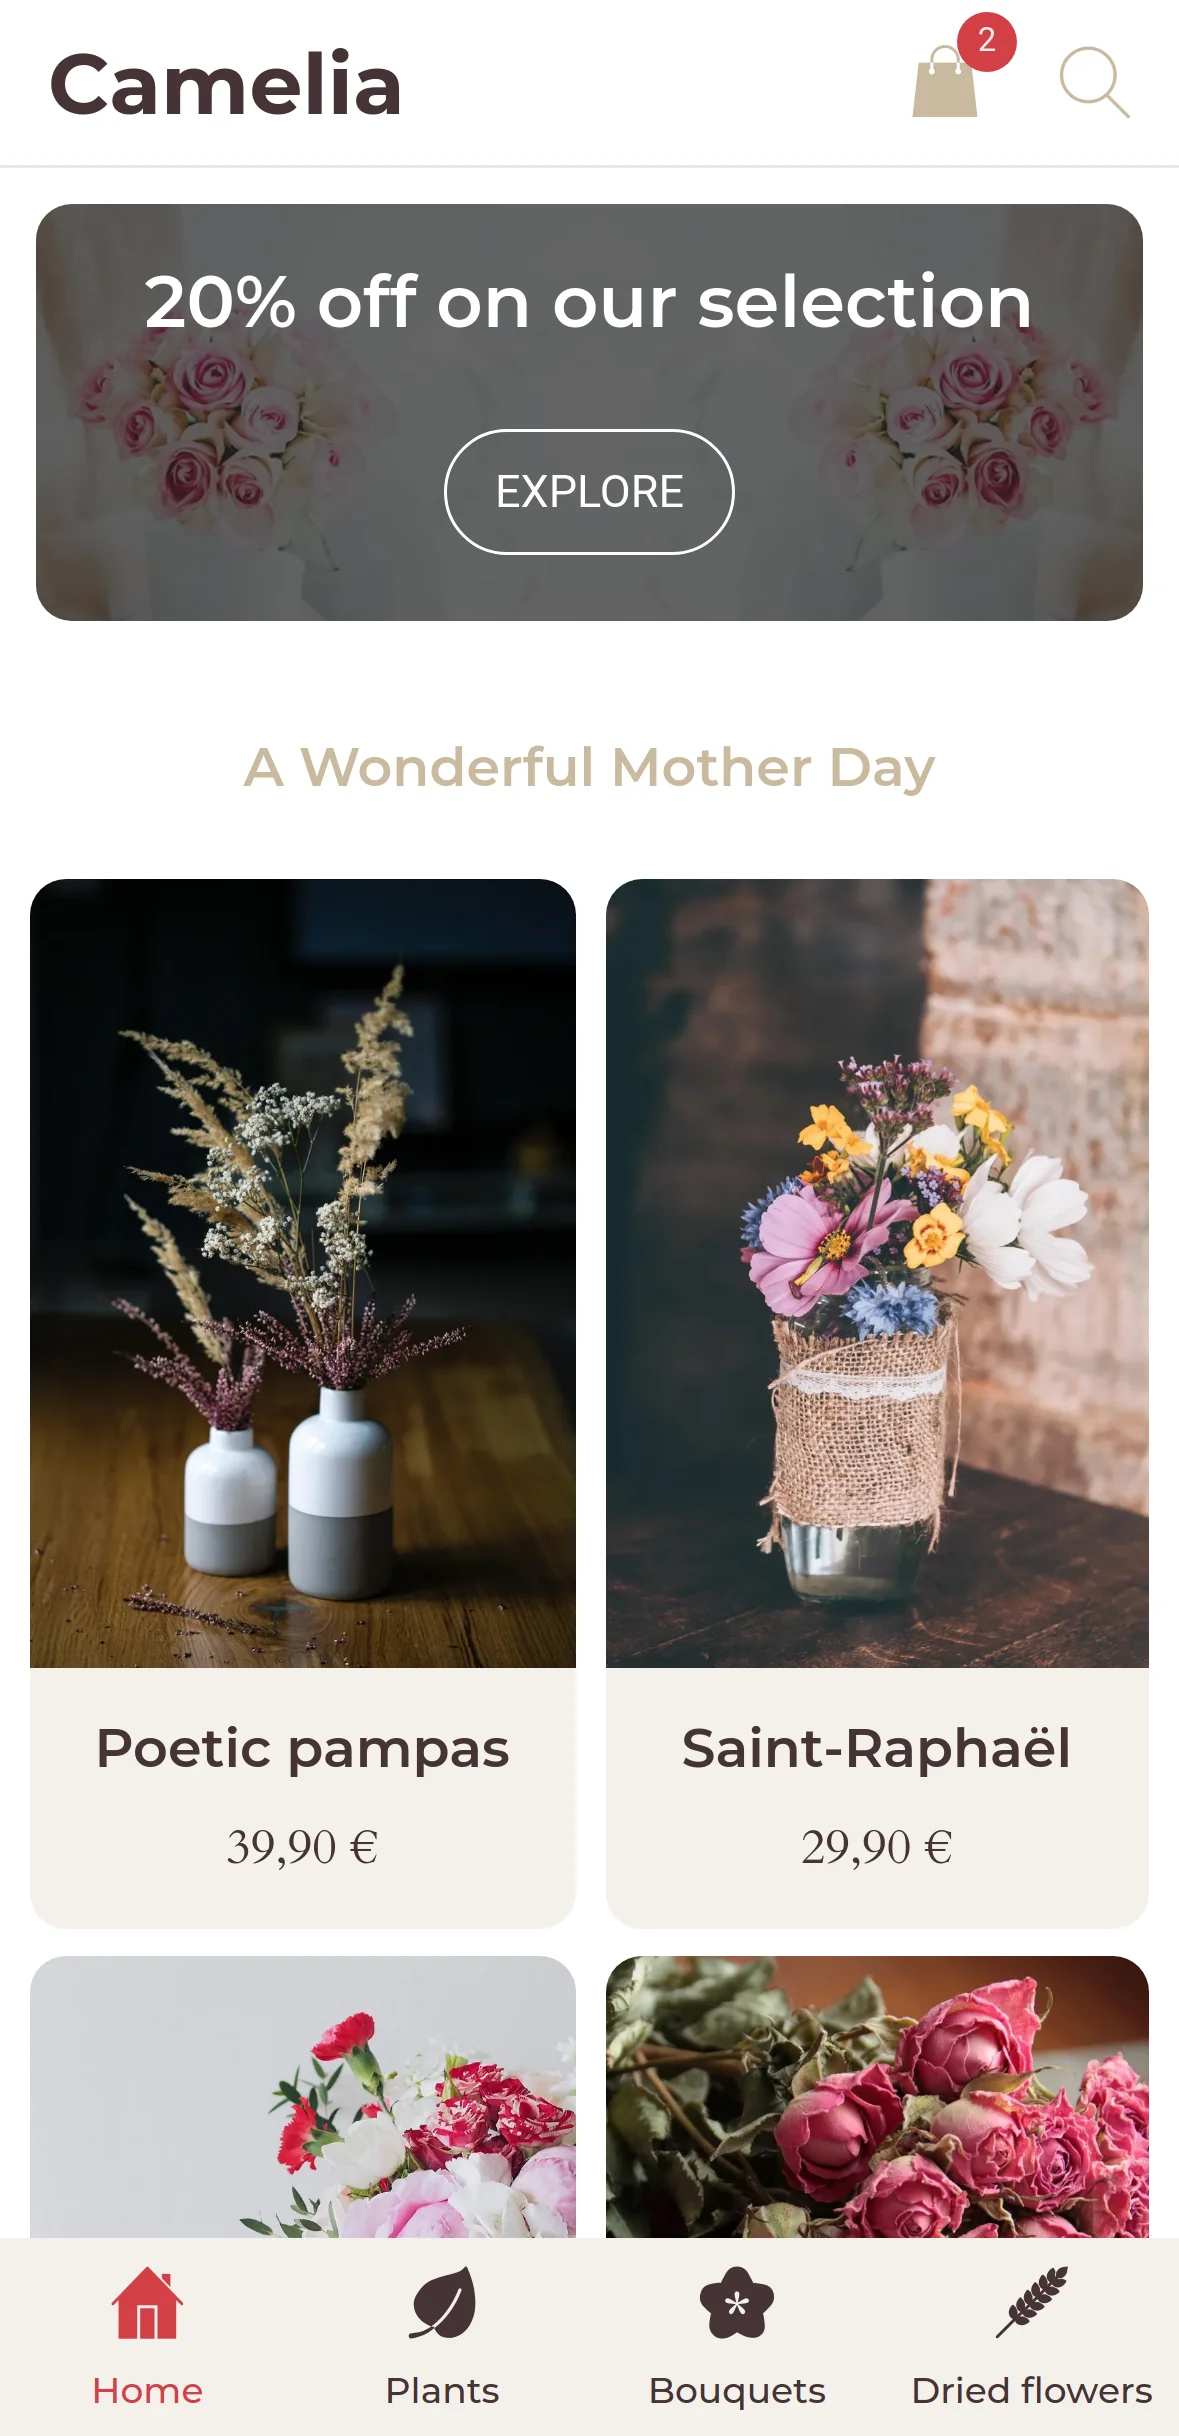 Camelia
2
20% off on our selection
EXPLORE
A Wonderful Mother Day
Poetic pampas
39,90 €
Saint-Raphaël
29,90 €
Home
Plants
Bouquets
Dried flowers